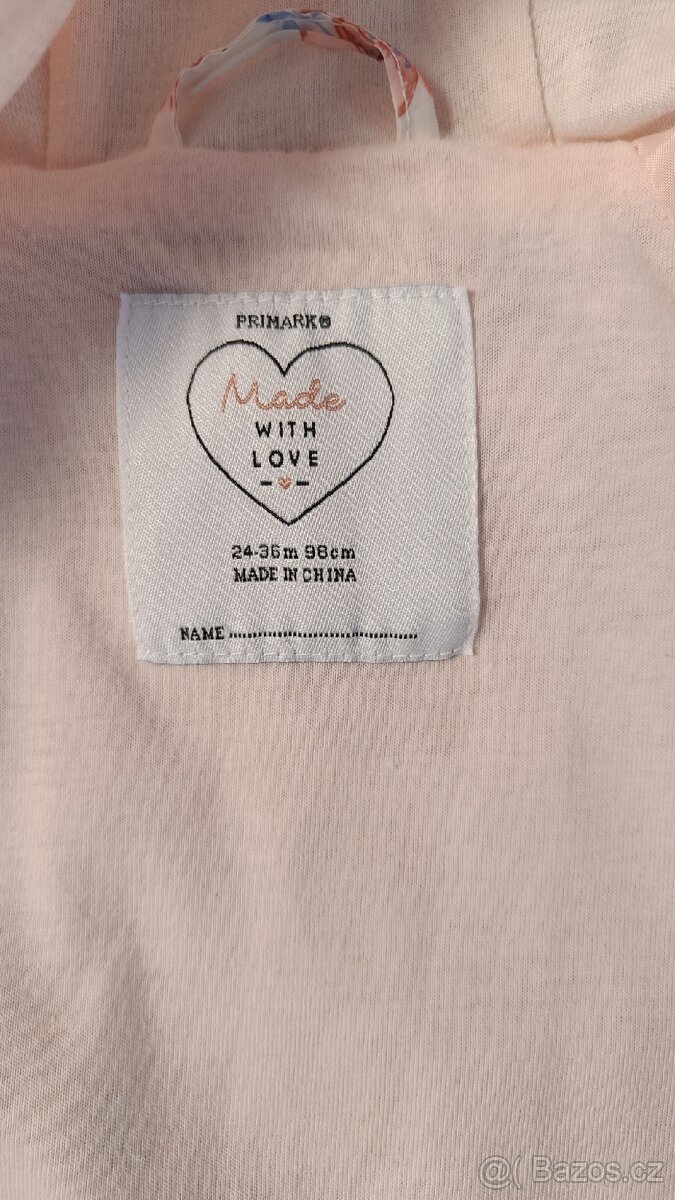 PRIMARK®
Made
WITH
LOVE
24-36m 98cm
MADE IN CHINA
NAME.......................................
@( Bazos.cz